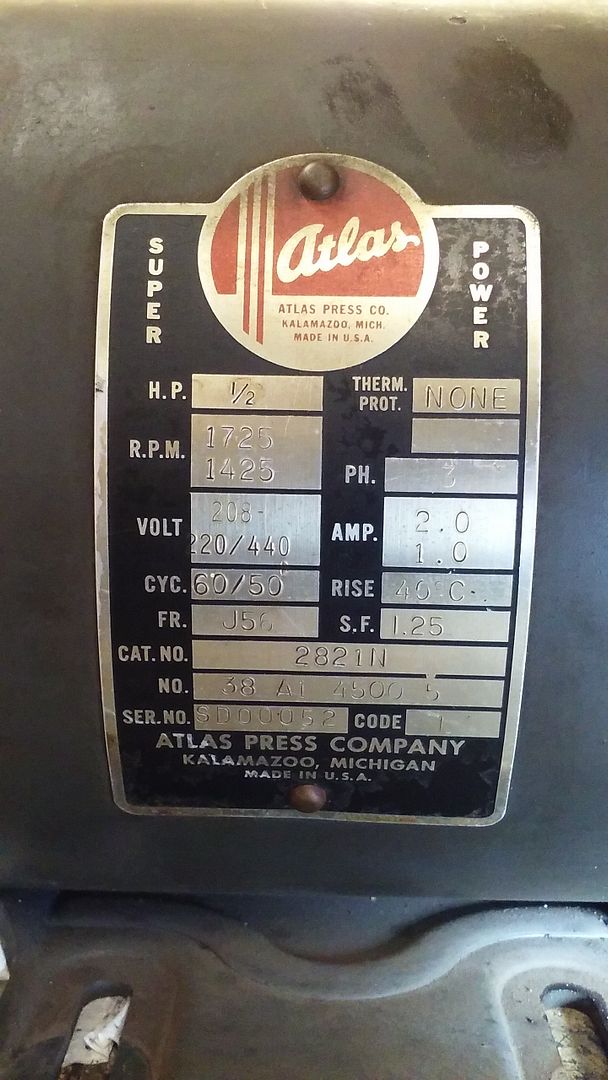 Atlas
ATLAS PRESS CO.
KALAMAZOO, MICH.
MADE IN U.S.A.
SUPER
POWER
H.P. 1/2
THERM. PROT. NONE
R.P.M. 1725
1425
PH. 3
VOLT 208-
220/440
AMP. 2.0
1.0
CYC. 60/50
RISE 40°C
FR. J56
S.F. 1.25
CAT. NO. 2821N
NO. 38 A1 4500 5
SER. NO. SD00052 CODE
ATLAS PRESS COMPANY
KALAMAZOO, MICHIGAN
MADE IN U.S.A.